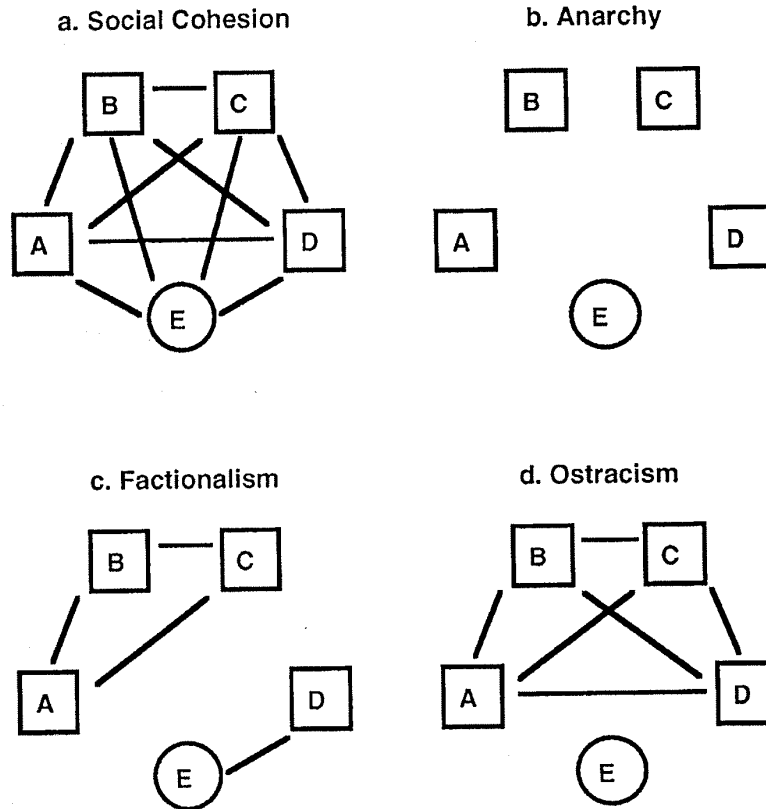 a. Social Cohesion
b. Anarchy
B
C
A
D
E
B
C
A
D
E
c. Factionalism
d. Ostracism
B
C
A
D
E
B
C
A
D
E